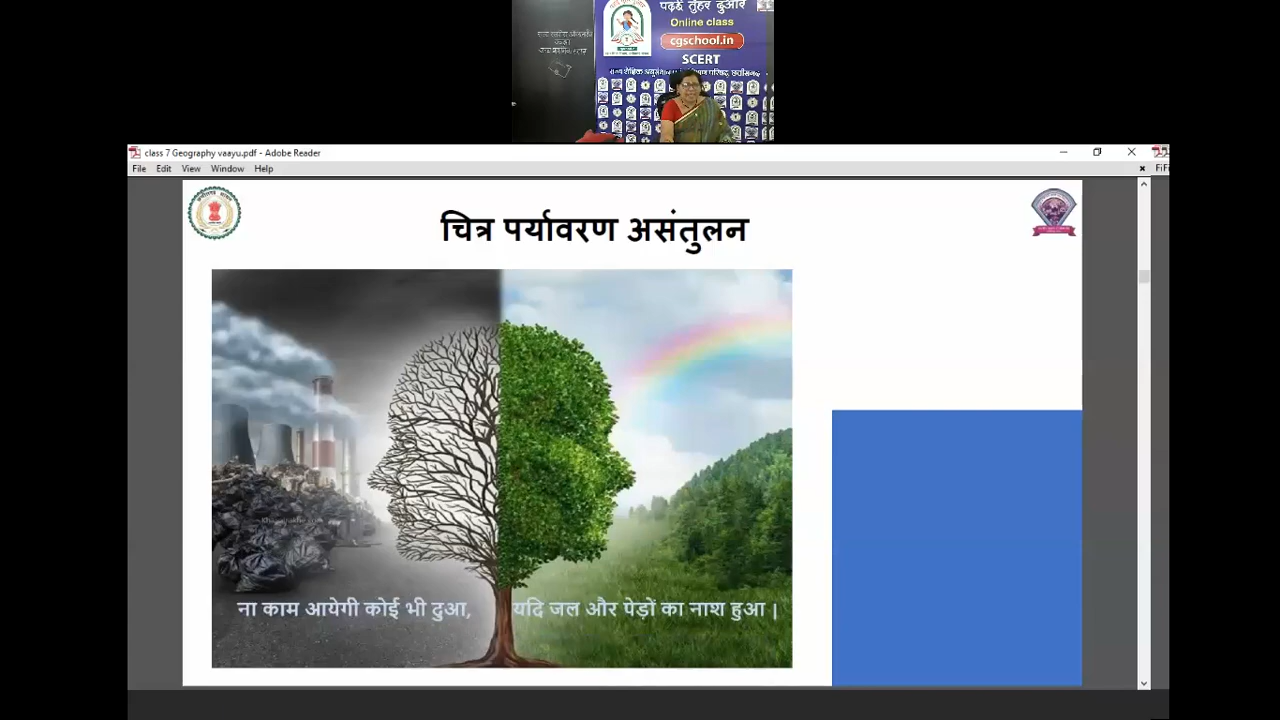 पढ़ई तुंहर दुआर
Online class
cgschool.in
SCERT
class 7 Geography vaayu.pdf - Adobe Reader
File Edit View Window Help
चित्र पर्यावरण असंतुलन
ना काम आयेगी कोई भी दुआ, यदि जल और पेड़ों का नाश हुआ |